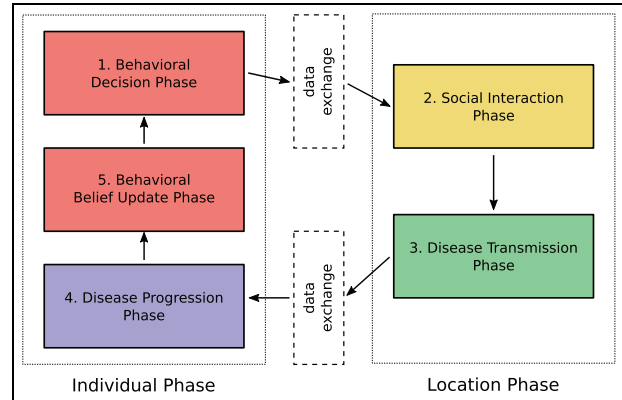 1. Behavioral
Decision Phase
data
exchange
2. Social Interaction
Phase
5. Behavioral
Belief Update Phase
3. Disease Transmission
Phase
4. Disease Progression
Phase
data
exchange
Individual Phase
Location Phase